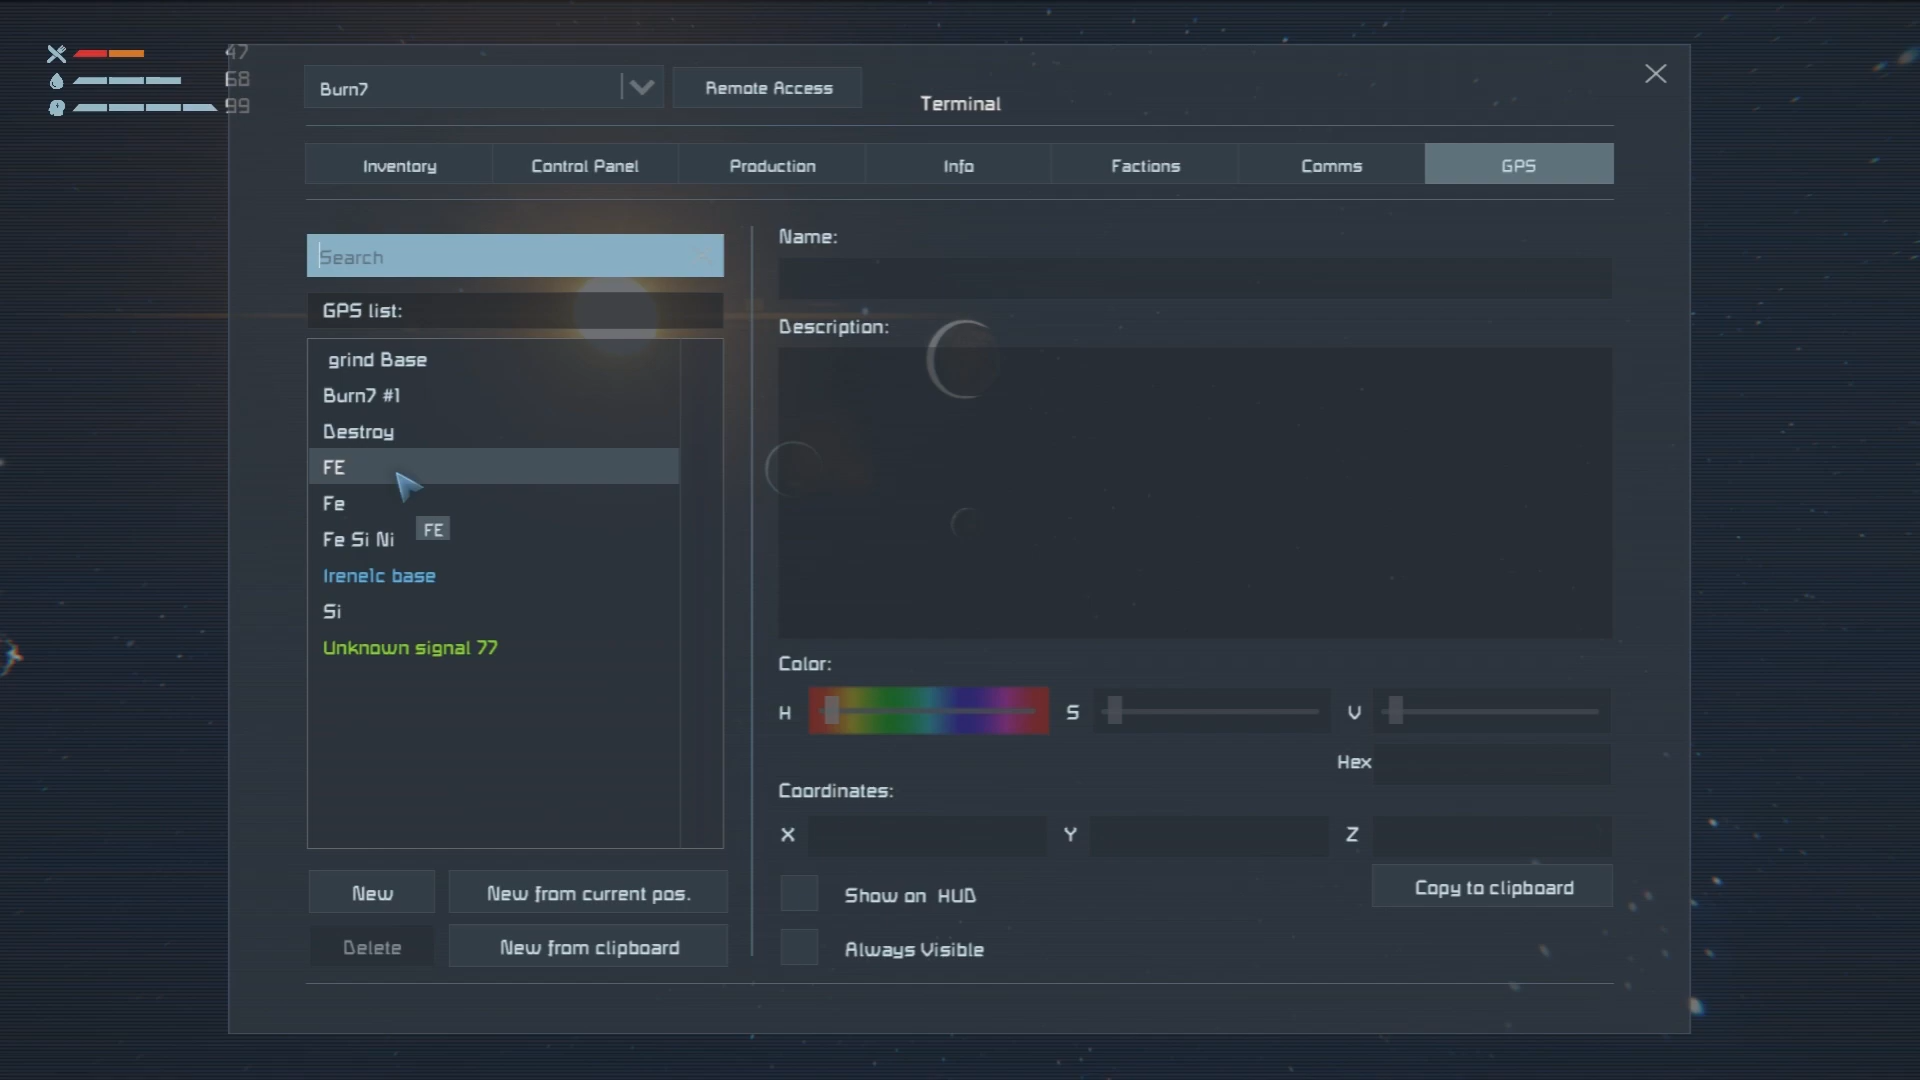 47
68
99
Burn7
Remote Access
Terminal
Inventory
Control Panel
Production
Info
Factions
Comms
GPS
Search
GPS list:
grind Base
Burn7 #1
Destroy
FE
Fe
FE
Fe Si Ni
Irenelc base
Si
Unknown signal 77
New
New from current pos.
Delete
New from clipboard
Name:
Description:
Color:
H
S
V
Hex
Coordinates:
X
Y
Z
Show on HUD
Copy to clipboard
Always Visible